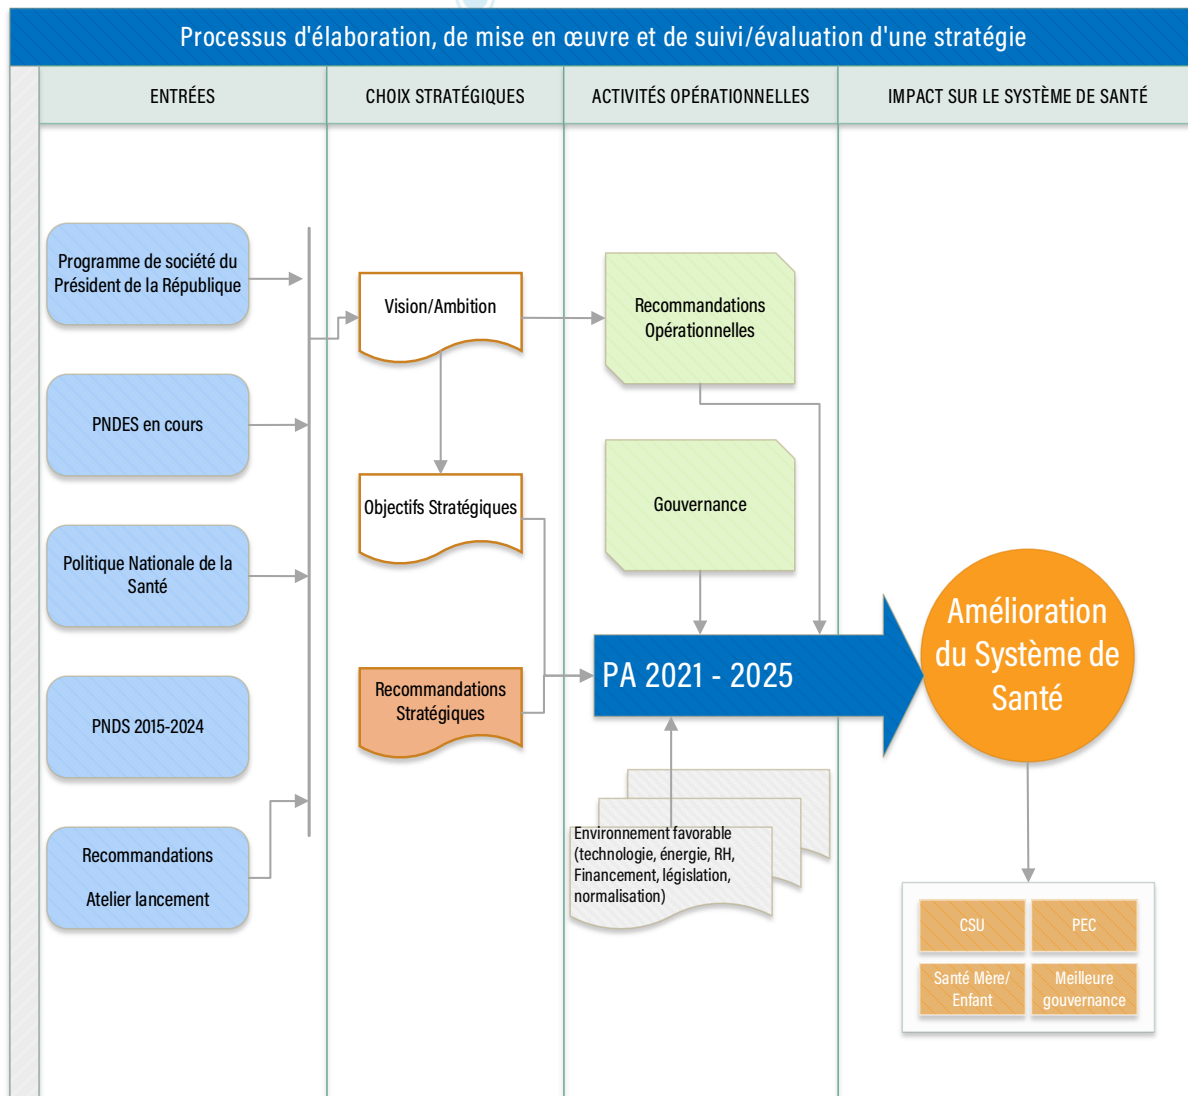 Processus d'élaboration, de mise en œuvre et de suivi/évaluation d'une stratégie
ENTRÉES
CHOIX STRATÉGIQUES
ACTIVITÉS OPÉRATIONNELLES
IMPACT SUR LE SYSTÈME DE SANTÉ
Programme de société du
Président de la République
PNDES en cours
Politique Nationale de la
Santé
PNDS 2015-2024
Recommandations
Atelier lancement
Vision/Ambition
Objectifs Stratégiques
Recommandations
Stratégiques
Recommandations
Opérationnelles
Gouvernance
PA 2021 - 2025
Environnement favorable
(technologie, énergie, RH,
Financement, législation,
normalisation)
Amélioration
du Système de
Santé
CSU
PEC
Santé Mère/
Enfant
Meilleure
gouvernance